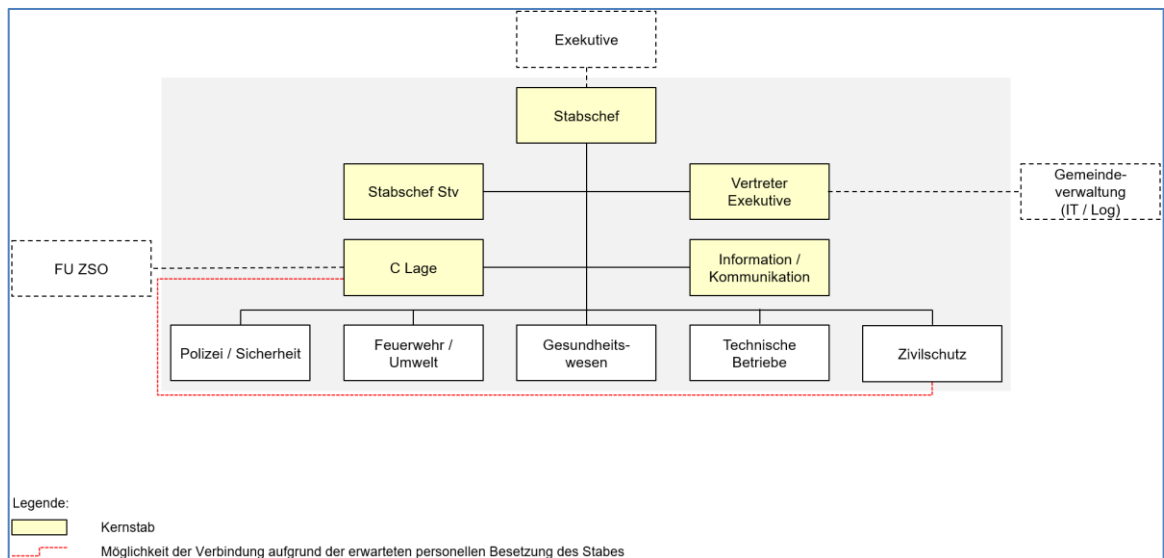 Exekutive
Stabschef
Stabschef Stv
Vertreter
Exekutive
Gemeinde-
verwaltung
(IT / Log)
FU ZSO
C Lage
Information /
Kommunikation
Polizei / Sicherheit
Feuerwehr /
Umwelt
Gesundheits-
wesen
Technische
Betriebe
Zivilschutz
Legende:
Kernstab
Möglichkeit der Verbindung aufgrund der erwarteten personellen Besetzung des Stabes